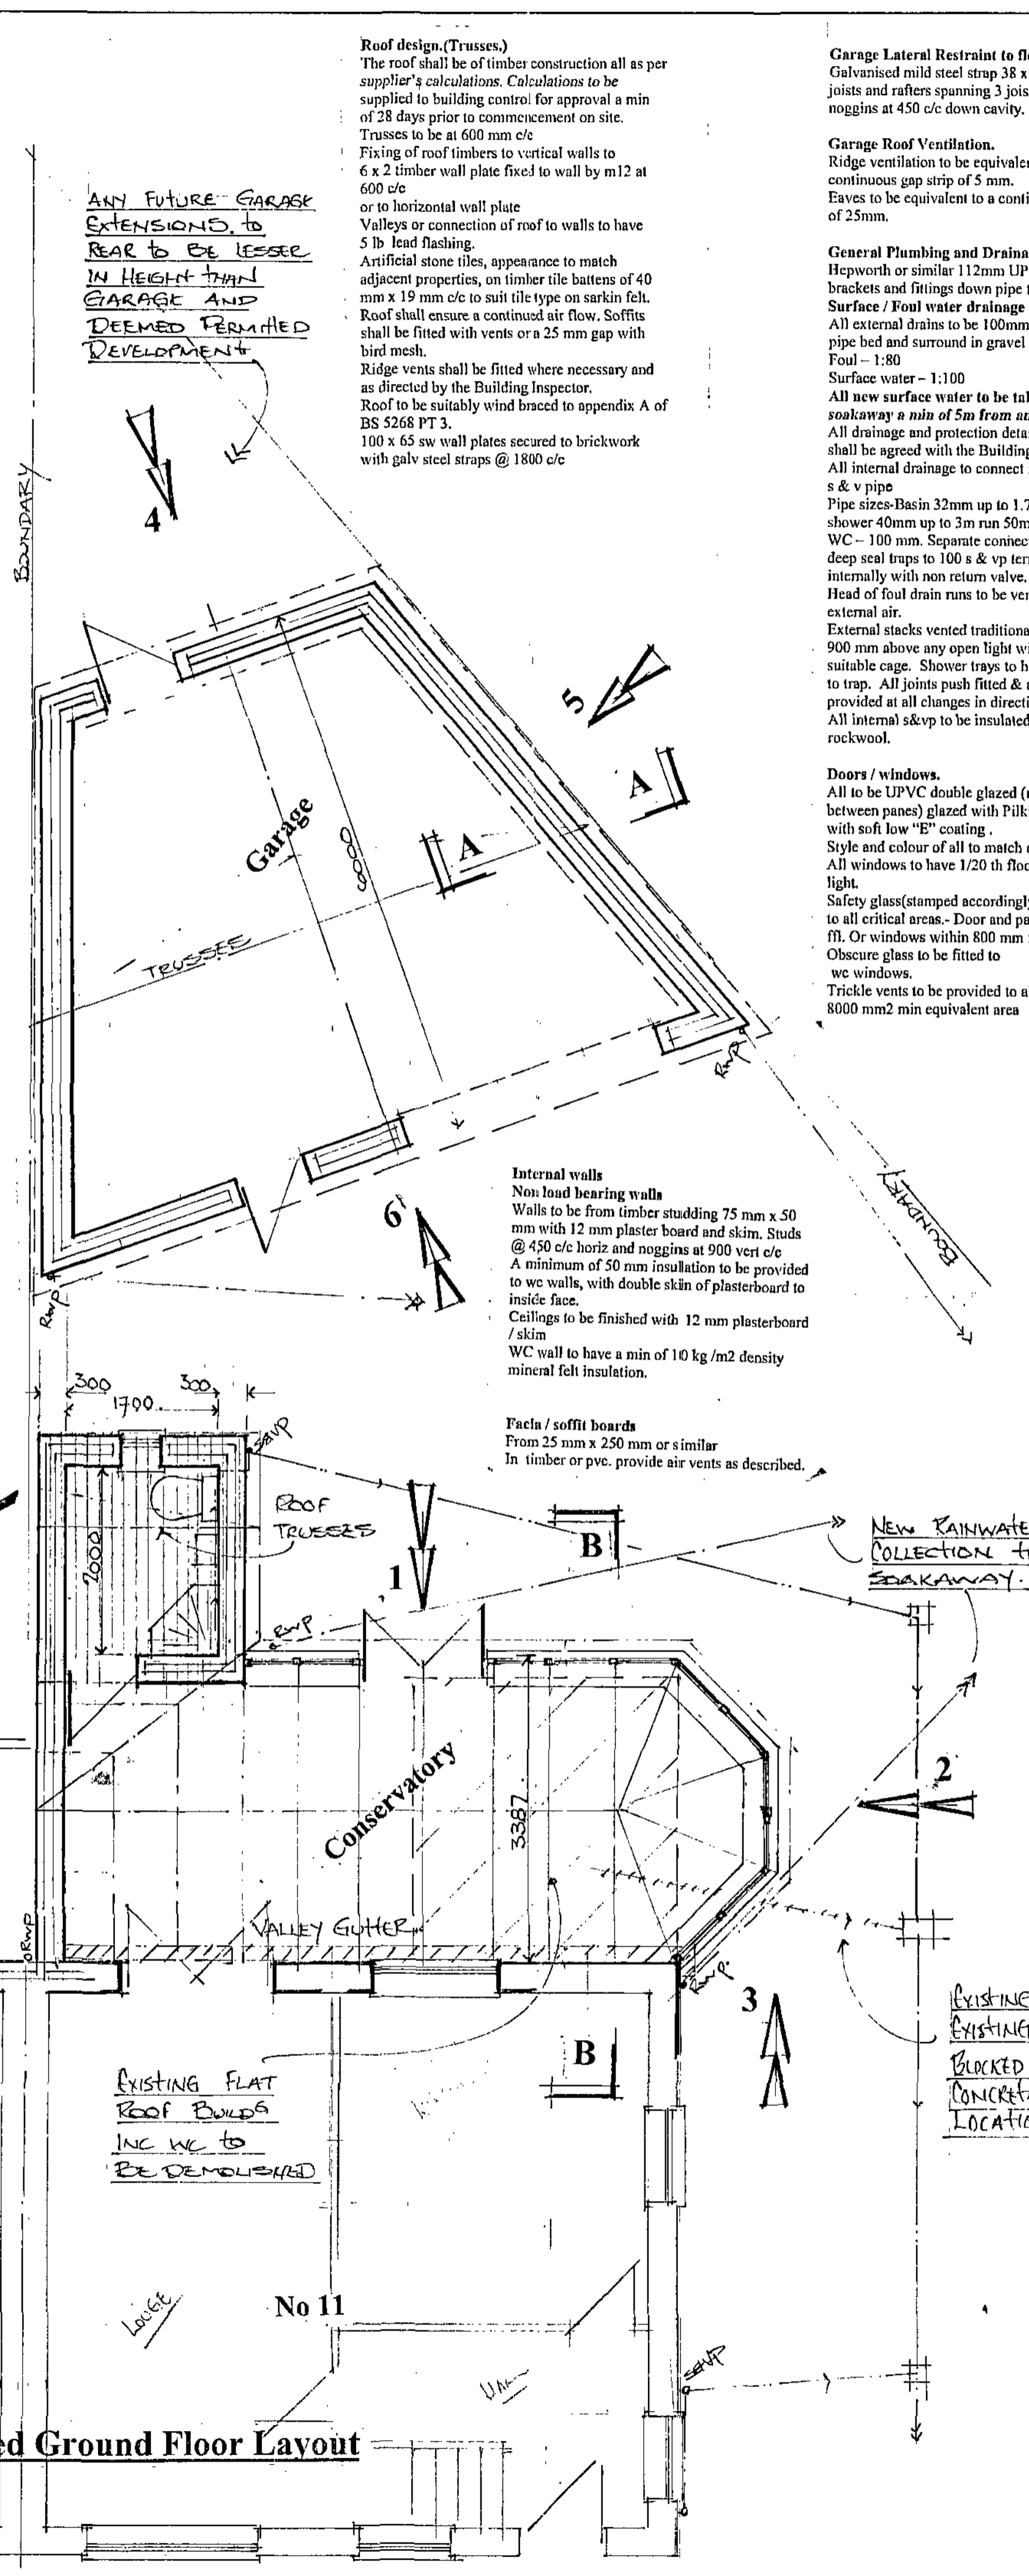 Roof design.(Trusses.)
The roof shall be of timber construction all as per
supplier's calculations. Calculations to be
supplied to building control for approval a min
of 28 days prior to commencement on site.
Trusses to be at 600 mm c/c
Fixing of roof timbers to vertical walls to
6 x 2 timber wall plate fixed to wall by m12 at
600 c/c
or to horizontal wall plate
Valleys or connection of roof to walls to have
5 lb lead flashing.
Artificial stone tiles, appearance to match
adjacent properties, on timber tile battens of 40
mm x 19 mm c/c to suit tile type on sarkin felt.
Roof shall ensure a continued air flow. Soffits
shall be fitted with vents or a 25 mm gap with
bird mesh.
Ridge vents shall be fitted where necessary and
as directed by the Building Inspector.
Roof to be suitably wind braced to appendix A of
BS 5268 PT 3.
100 x 65 sw wall plates secured to brickwork
with galv steel straps @ 1800 c/c
Garage Lateral Restraint to fl
Galvanised mild steel strap 38 x
joists and rafters spanning 3 jois
noggins at 450 c/c down cavity.
Garage Roof Ventilation.
Ridge ventilation to be equivale
continuous gap strip of 5 mm.
Eaves to be equivalent to a conti
of 25mm.
General Plumbing and Draina
Hepworth or similar 112mm UP
brackets and fittings down pipe
Surface / Foul water drainage
All external drains to be 100mm
pipe bed and surround in gravel
Foul – 1:80
Surface water – 1:100
All new surface water to be tak
soakaway a min of 5m from an
All drainage and protection deta
shall be agreed with the Building
All internal drainage to connect
s & v pipe
Pipe sizes-Basin 32mm up to 1.7
shower 40mm up to 3m run 50m
WC – 100 mm. Separate connec
deep seal traps to 100 s & vp ter
internally with non return valve.
Head of foul drain runs to be ve
external air.
External stacks vented traditiona
900 mm above any open light wi
suitable cage. Shower trays to h
to trap. All joints push fitted &
provided at all changes in directi
All internal s&vp to be insulated
rockwool.
Doors / windows.
All to be UPVC double glazed (
between panes) glazed with Pilk
with soft low "E" coating .
Style and colour of all to match
All windows to have 1/20 th floo
light.
Safety glass(stamped accordingly
to all critical areas.- Door and pa
ffl. Or windows within 800 mm
Obscure glass to be fitted to
wc windows.
Trickle vents to be provided to a
8000 mm2 min equivalent area
ANY FUTURE GARAGE
EXTENSIONS. TO
REAR TO BE LESSER
IN HEIGHT THAN
GARAGE AND
DEEMED PERMITTED
DEVELOPMENT
BOUNDARY
4
5
A
A
Garage
6000
TRUSSES
RWP
BOUNDARY
6
RWP
Internal walls
Non load bearing walls
Walls to be from timber studding 75 mm x 50
mm with 12 mm plaster board and skim. Studs
@ 450 c/c horiz and noggins at 900 vert c/c
A minimum of 50 mm insullation to be provided
to wc walls, with double skiin of plasterboard to
inside face.
Ceilings to be finished with 12 mm plasterboard
/ skim
WC wall to have a min of 10 kg /m2 density
mineral felt insulation.
Facia / soffit boards
From 25 mm x 250 mm or similar
In timber or pvc. provide air vents as described.
300
300
1700
S&VP
2000
ROOF
TRUSSES
1
B
NEW RAINWATE
COLLECTION
SOAKAWAY.
RWP
Conservatory
3387
2
VALLEY GUTTER
RWP
RWP
3
EXISTING
EXISTING
BLOCKED
CONCRET
LOCATIO
EXISTING FLAT
ROOF BUILDS
INC WC TO
BE DEMOLISHED
B
LOUGE
No 11
S&VP
ed Ground Floor Layout